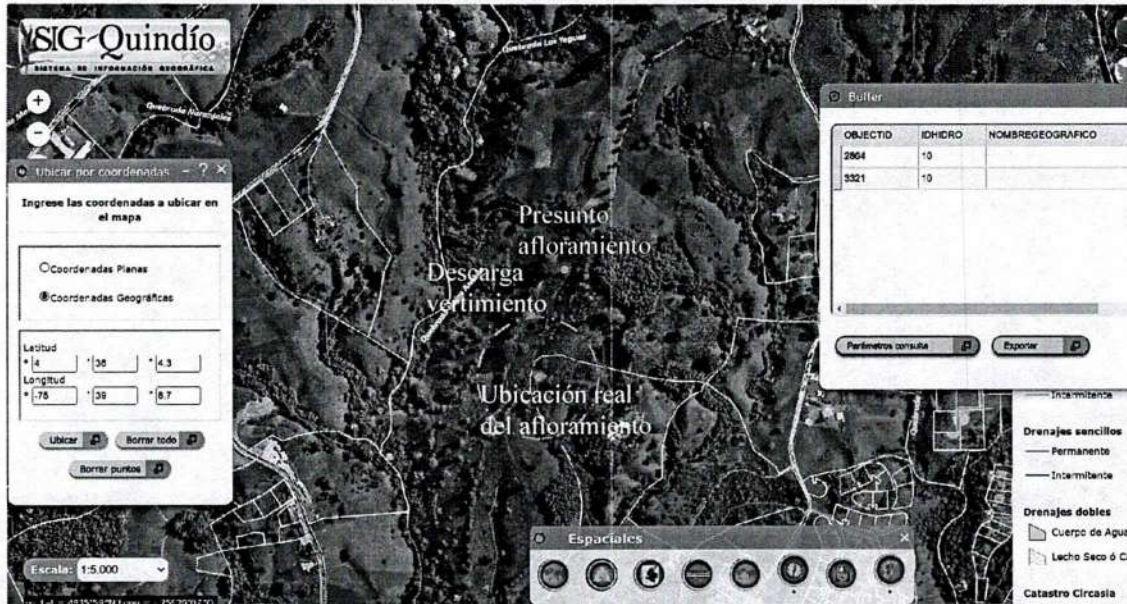 SIG Quindío
SISTEMA DE INFORMACIÓN GEOGRÁFICA
Quebrada Los Yeguas
Quebrada Naranjales
Ubicar por coordenadas
Ingrese las coordenadas a ubicar en
el mapa
Coordenadas Planas
Coordenadas Geográficas
Latitud
° 4 ' 36 " 4.3
Longitud
° -75 ' 39 " 8.7
Ubicar
Borrar todo
Borrar puntos
Escala: 1:5.000
Presunto
afloramiento
Descarga
vertimiento
Ubicación real
del afloramiento
Buffer
OBJECTID IDHIDRO NOMBREGEOGRAFICO
2864 10
3321 10
Parámetros consulta
Exportar
Intermitente
Drenajes sencillos
Permanente
Intermitente
Drenajes dobles
Cuerpo de Agua
Lecho Seco ó Ca
Catastro Circasia
Espaciales